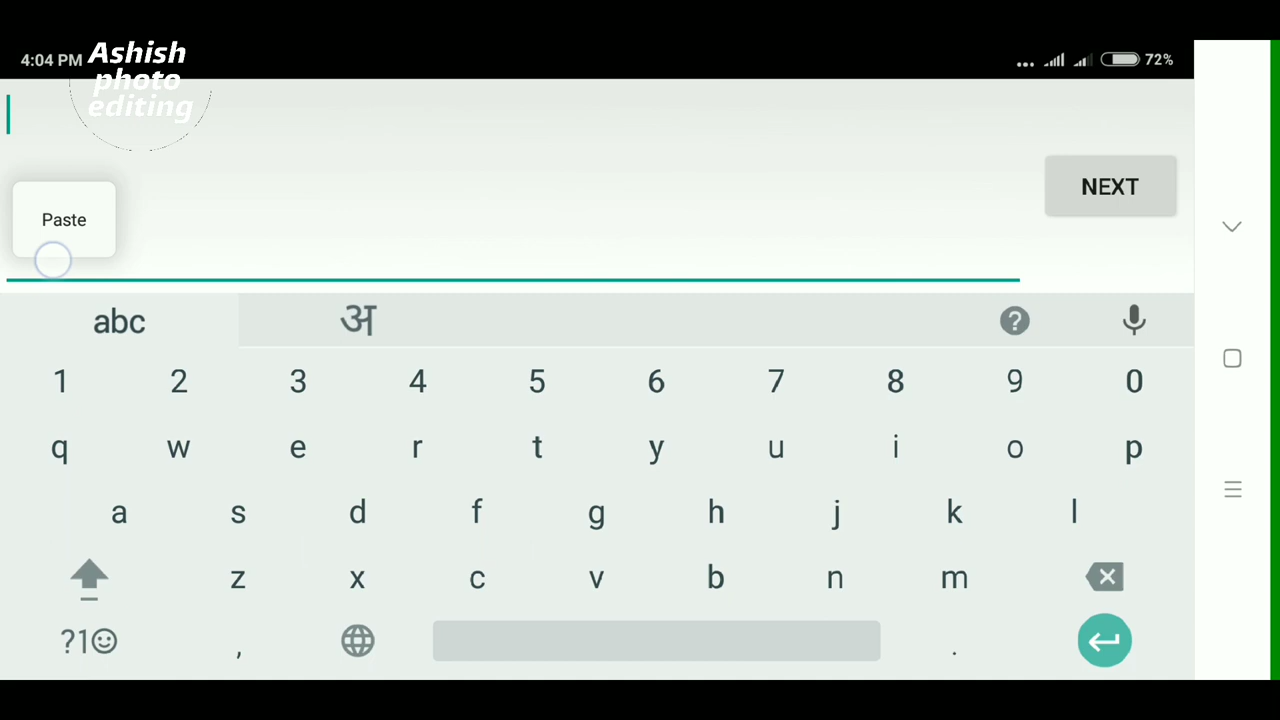 4:04 PM
Ashish
photo
editing
72%
NEXT
Paste
abc
अ
?
1 2 3 4 5 6 7 8 9 0
q w e r t y u i o p
a s d f g h j k l
z x c v b n m
?1☺ , .